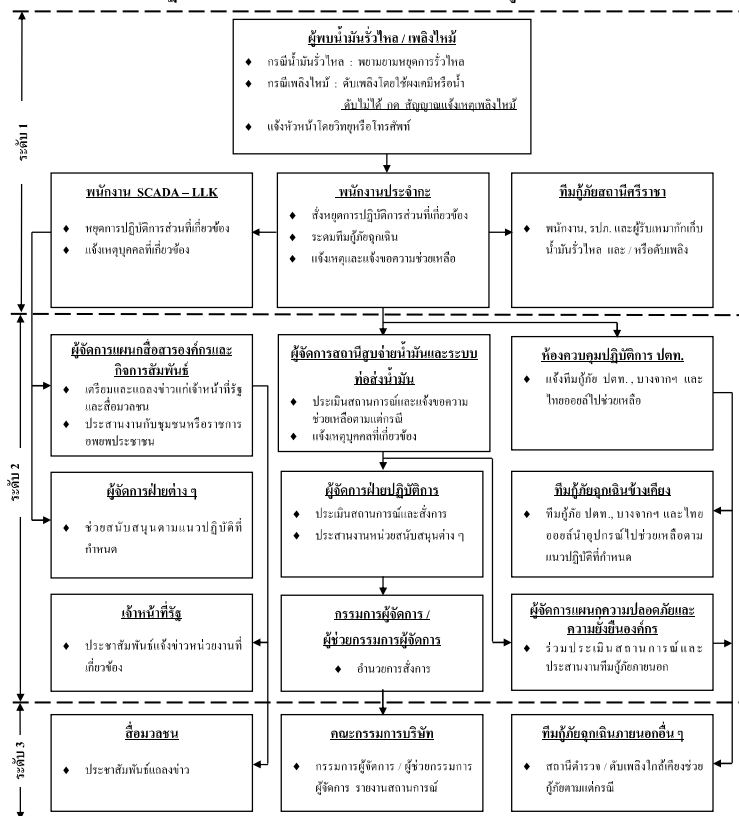 ผู้พบน้ำมันรั่วไหล / เพลิงไหม้
♦ กรณีน้ำมันรั่วไหล : พยายามหยุดการรั่วไหล
♦ กรณีเพลิงไหม้ : ดับเพลิงโดยใช้ผงเคมีหรือน้ำ
ดับไม่ได้ กด สัญญาณแจ้งเหตุเพลิงไหม้
♦ แจ้งหัวหน้าโดยวิทยุหรือโทรศัพท์
ระดับ 1
พนักงาน SCADA – LLK
♦ หยุดการปฏิบัติการส่วนที่เกี่ยวข้อง
♦ แจ้งเหตุบุคคลที่เกี่ยวข้อง
พนักงานประจำกะ
♦ สั่งหยุดการปฏิบัติการส่วนที่เกี่ยวข้อง
♦ ระดมทีมกู้ภัยฉุกเฉิน
♦ แจ้งเหตุและแจ้งขอความช่วยเหลือ
ทีมกู้ภัยสถานีศรีราชา
♦ พนักงาน, รปภ. และผู้รับเหมากักเก็บ
น้ำมันรั่วไหล และ / หรือดับเพลิง
ระดับ 2
ผู้จัดการแผนกสื่อสารองค์กรและ
กิจการสัมพันธ์
♦ เตรียมและแถลงข่าวแก่เจ้าหน้าที่รัฐ
และสื่อมวลชน
♦ ประสานงานกับชุมชนหรือราชการ
อพยพประชาชน
ผู้จัดการสถานีสูบจ่ายน้ำมันและระบบ
ท่อส่งน้ำมัน
♦ ประเมินสถานการณ์และแจ้งขอความ
ช่วยเหลือตามแต่กรณี
♦ แจ้งเหตุบุคคลที่เกี่ยวข้อง
ห้องควบคุมปฏิบัติการ ปตท.
♦ แจ้งทีมกู้ภัย ปตท. , บางจากฯ และ
ไทยออยล์ไปช่วยเหลือ
ผู้จัดการฝ่ายต่าง ๆ
♦ ช่วยสนับสนุนตามแนวปฏิบัติที่
กำหนด
ผู้จัดการฝ่ายปฏิบัติการ
♦ ประเมินสถานการณ์และสั่งการ
♦ ประสานงานหน่วยสนับสนุนต่าง ๆ
ทีมกู้ภัยฉุกเฉินข้างเคียง
♦ ทีมกู้ภัย ปตท., บางจากฯ และไทย
ออยล์นำอุปกรณ์ไปช่วยเหลือตาม
แนวปฏิบัติที่กำหนด
เจ้าหน้าที่รัฐ
♦ ประชาสัมพันธ์แจ้งข่าวหน่วยงานที่
เกี่ยวข้อง
กรรมการผู้จัดการ /
ผู้ช่วยกรรมการผู้จัดการ
♦ อำนวยการสั่งการ
ผู้จัดการแผนกความปลอดภัยและ
ความยั่งยืนองค์กร
♦ ร่วมประเมินสถานการณ์และ
ประสานงานทีมกู้ภัยภายนอก
ระดับ 3
สื่อมวลชน
♦ ประชาสัมพันธ์แถลงข่าว
คณะกรรมการบริษัท
♦ กรรมการผู้จัดการ / ผู้ช่วยกรรมการ
ผู้จัดการ รายงานสถานการณ์
ทีมกู้ภัยฉุกเฉินภายนอกอื่น ๆ
♦ สถานีตำรวจ / ดับเพลิงใกล้เคียงช่วย
กู้ภัยตามแต่กรณี